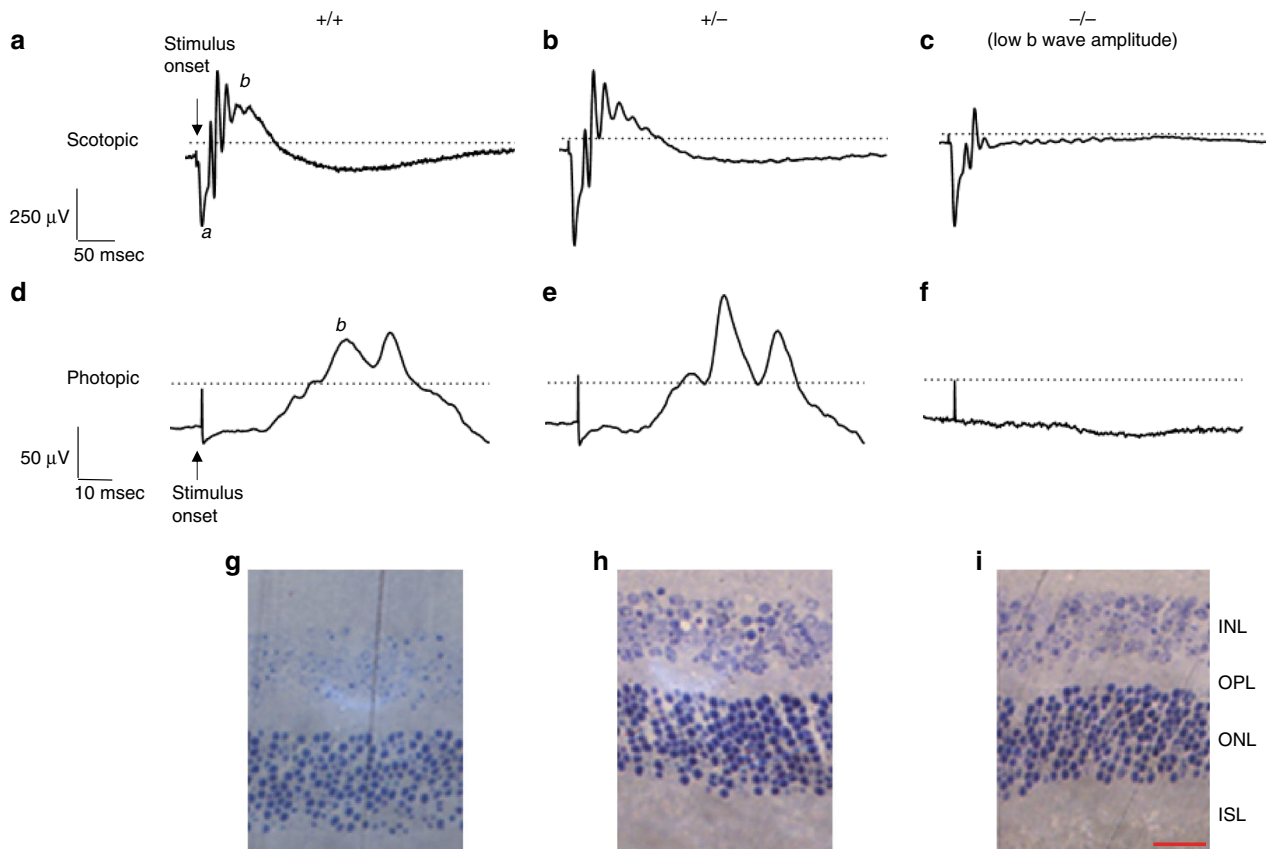 +/+
+/–
–/–
(low b wave amplitude)
a
b
c
Stimulus
onset
b
Scotopic
a
250 μV
50 msec
d
e
f
b
Photopic
50 μV
10 msec
Stimulus
onset
g
h
i
INL
OPL
ONL
ISL